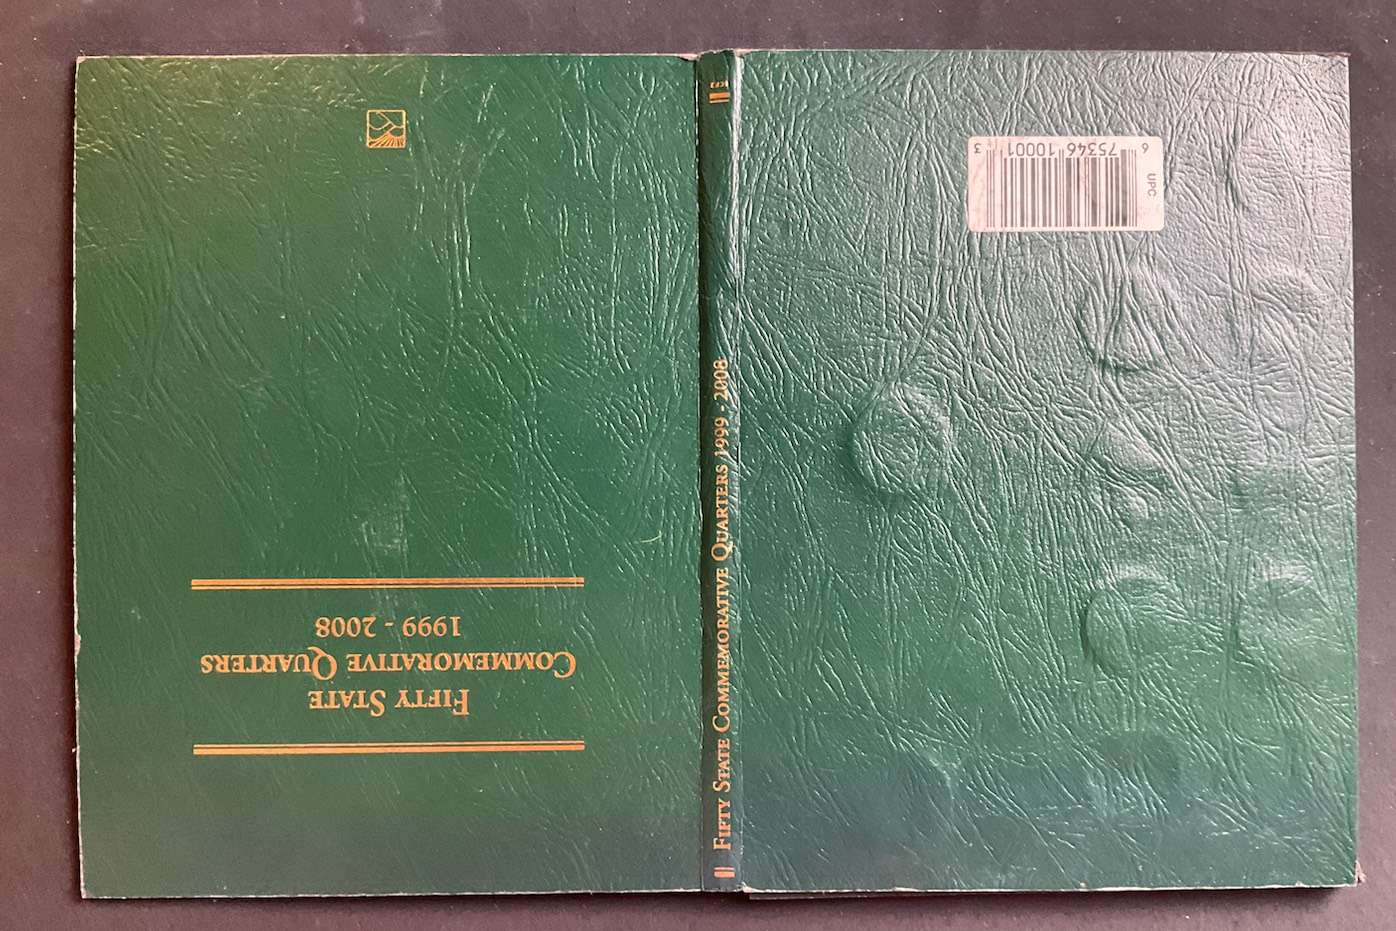 FIFTY STATE
COMMEMORATIVE QUARTERS
1999 - 2008
FIFTY STATE COMMEMORATIVE QUARTERS 1999 - 2008
UPC
6 75346 10001 3